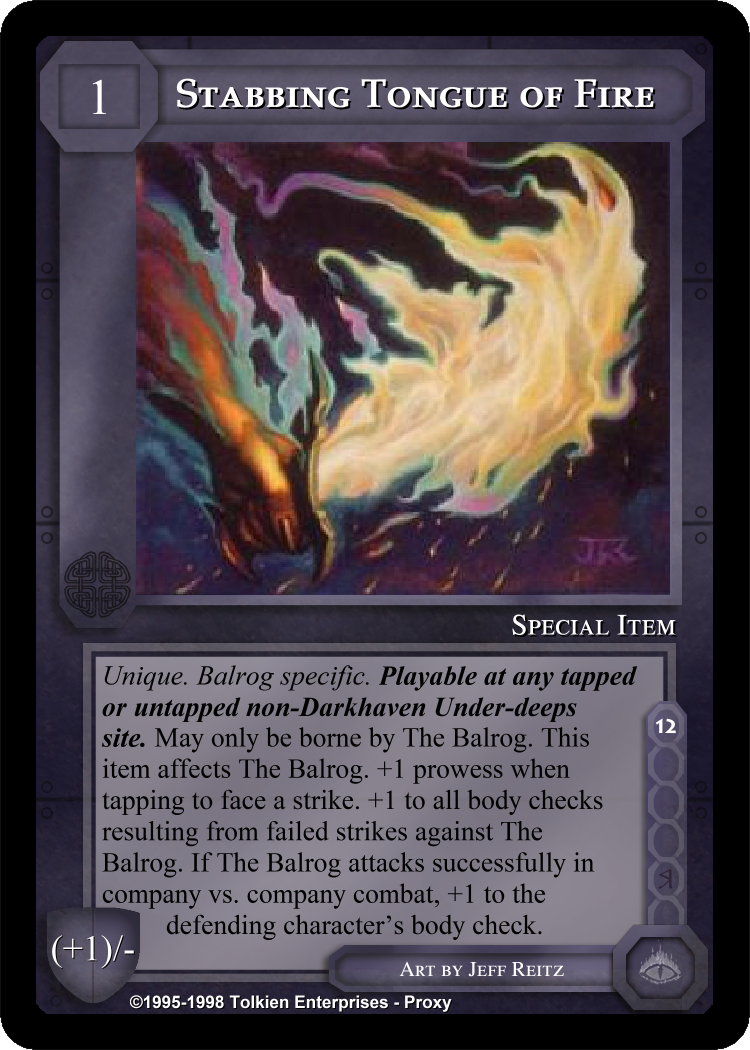 1
Stabbing Tongue of Fire
JR
Special Item
Unique. Balrog specific. Playable at any tapped
or untapped non-Darkhaven Under-deeps
site. May only be borne by The Balrog. This
item affects The Balrog. +1 prowess when
tapping to face a strike. +1 to all body checks
resulting from failed strikes against The
Balrog. If The Balrog attacks successfully in
company vs. company combat, +1 to the
defending character’s body check.
12
(+1)/-
Art by Jeff Reitz
©1995-1998 Tolkien Enterprises - Proxy